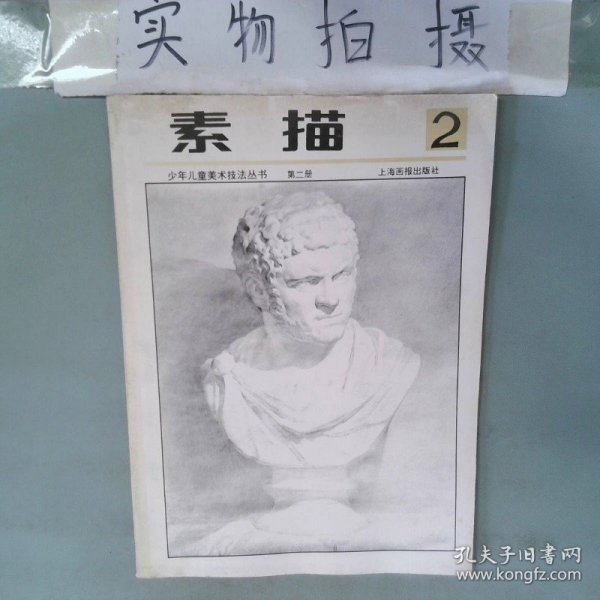 实物拍摄
素描 2
少年儿童美术技法丛书 第二册 上海画报出版社
孔夫子旧书网
www.kongfz.com